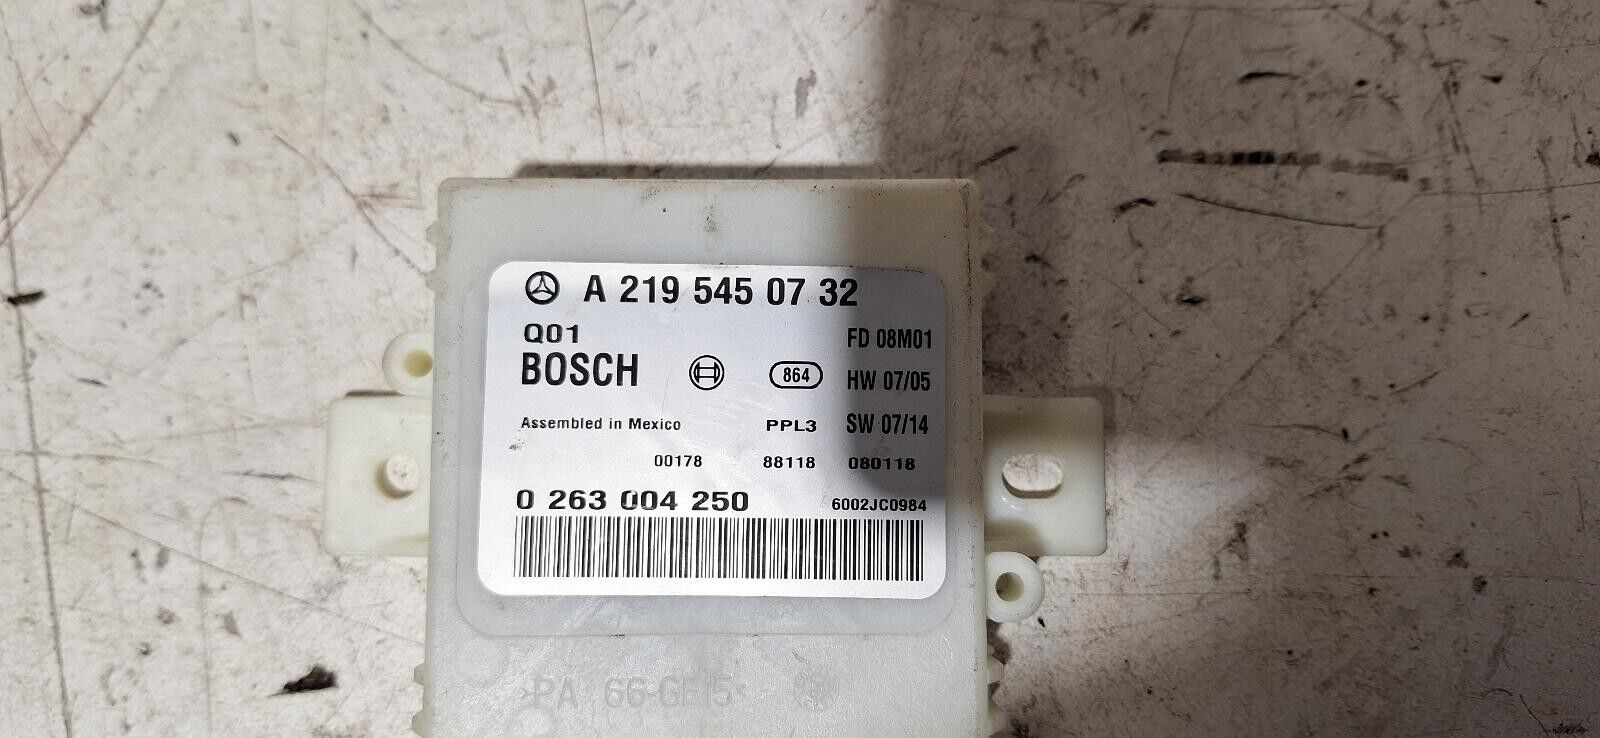 A 219 545 07 32
Q01
FD 08M01
BOSCH
864
HW 07/05
Assembled in Mexico
PPL3
SW 07/14
00178 88118 080118
0 263 004 250
6002JC0984
>PA 66-GF15<